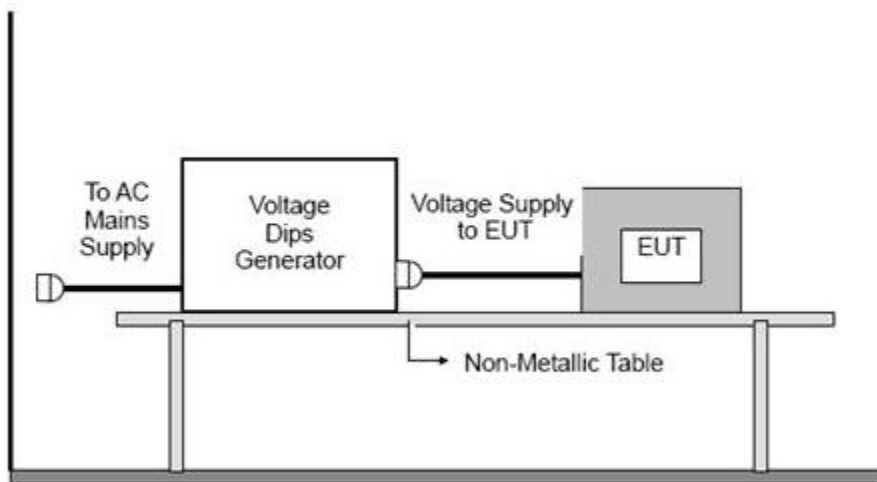 To AC
Mains
Supply
Voltage
Dips
Generator
Voltage Supply
to EUT
EUT
Non-Metallic Table